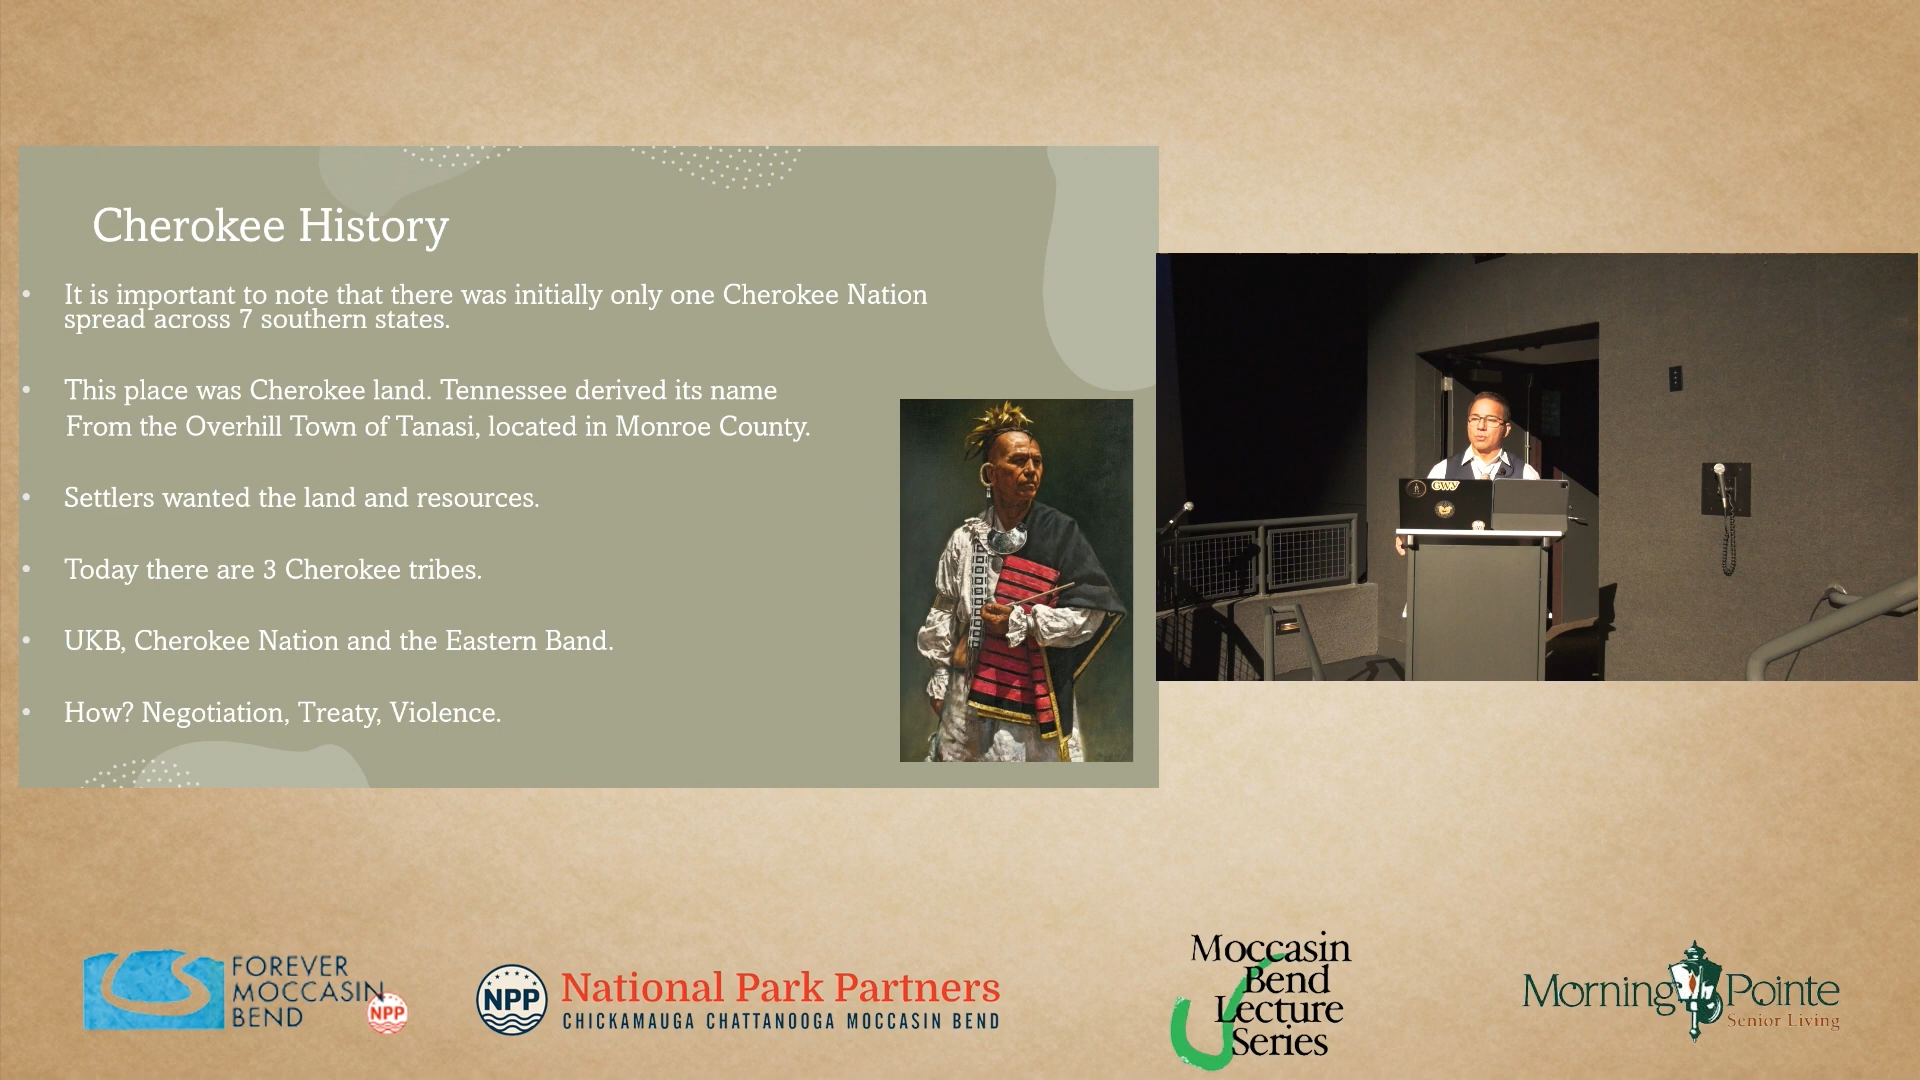 Cherokee History
• It is important to note that there was initially only one Cherokee Nation
spread across 7 southern states.
• This place was Cherokee land. Tennessee derived its name
From the Overhill Town of Tanasi, located in Monroe County.
• Settlers wanted the land and resources.
• Today there are 3 Cherokee tribes.
• UKB, Cherokee Nation and the Eastern Band.
• How? Negotiation, Treaty, Violence.
GWY
FOREVER
MOCCASIN
BEND
NPP
NPP
National Park Partners
CHICKAMAUGA CHATTANOOGA MOCCASIN BEND
Moccasin
Bend
Lecture
Series
Morning Pointe
Senior Living